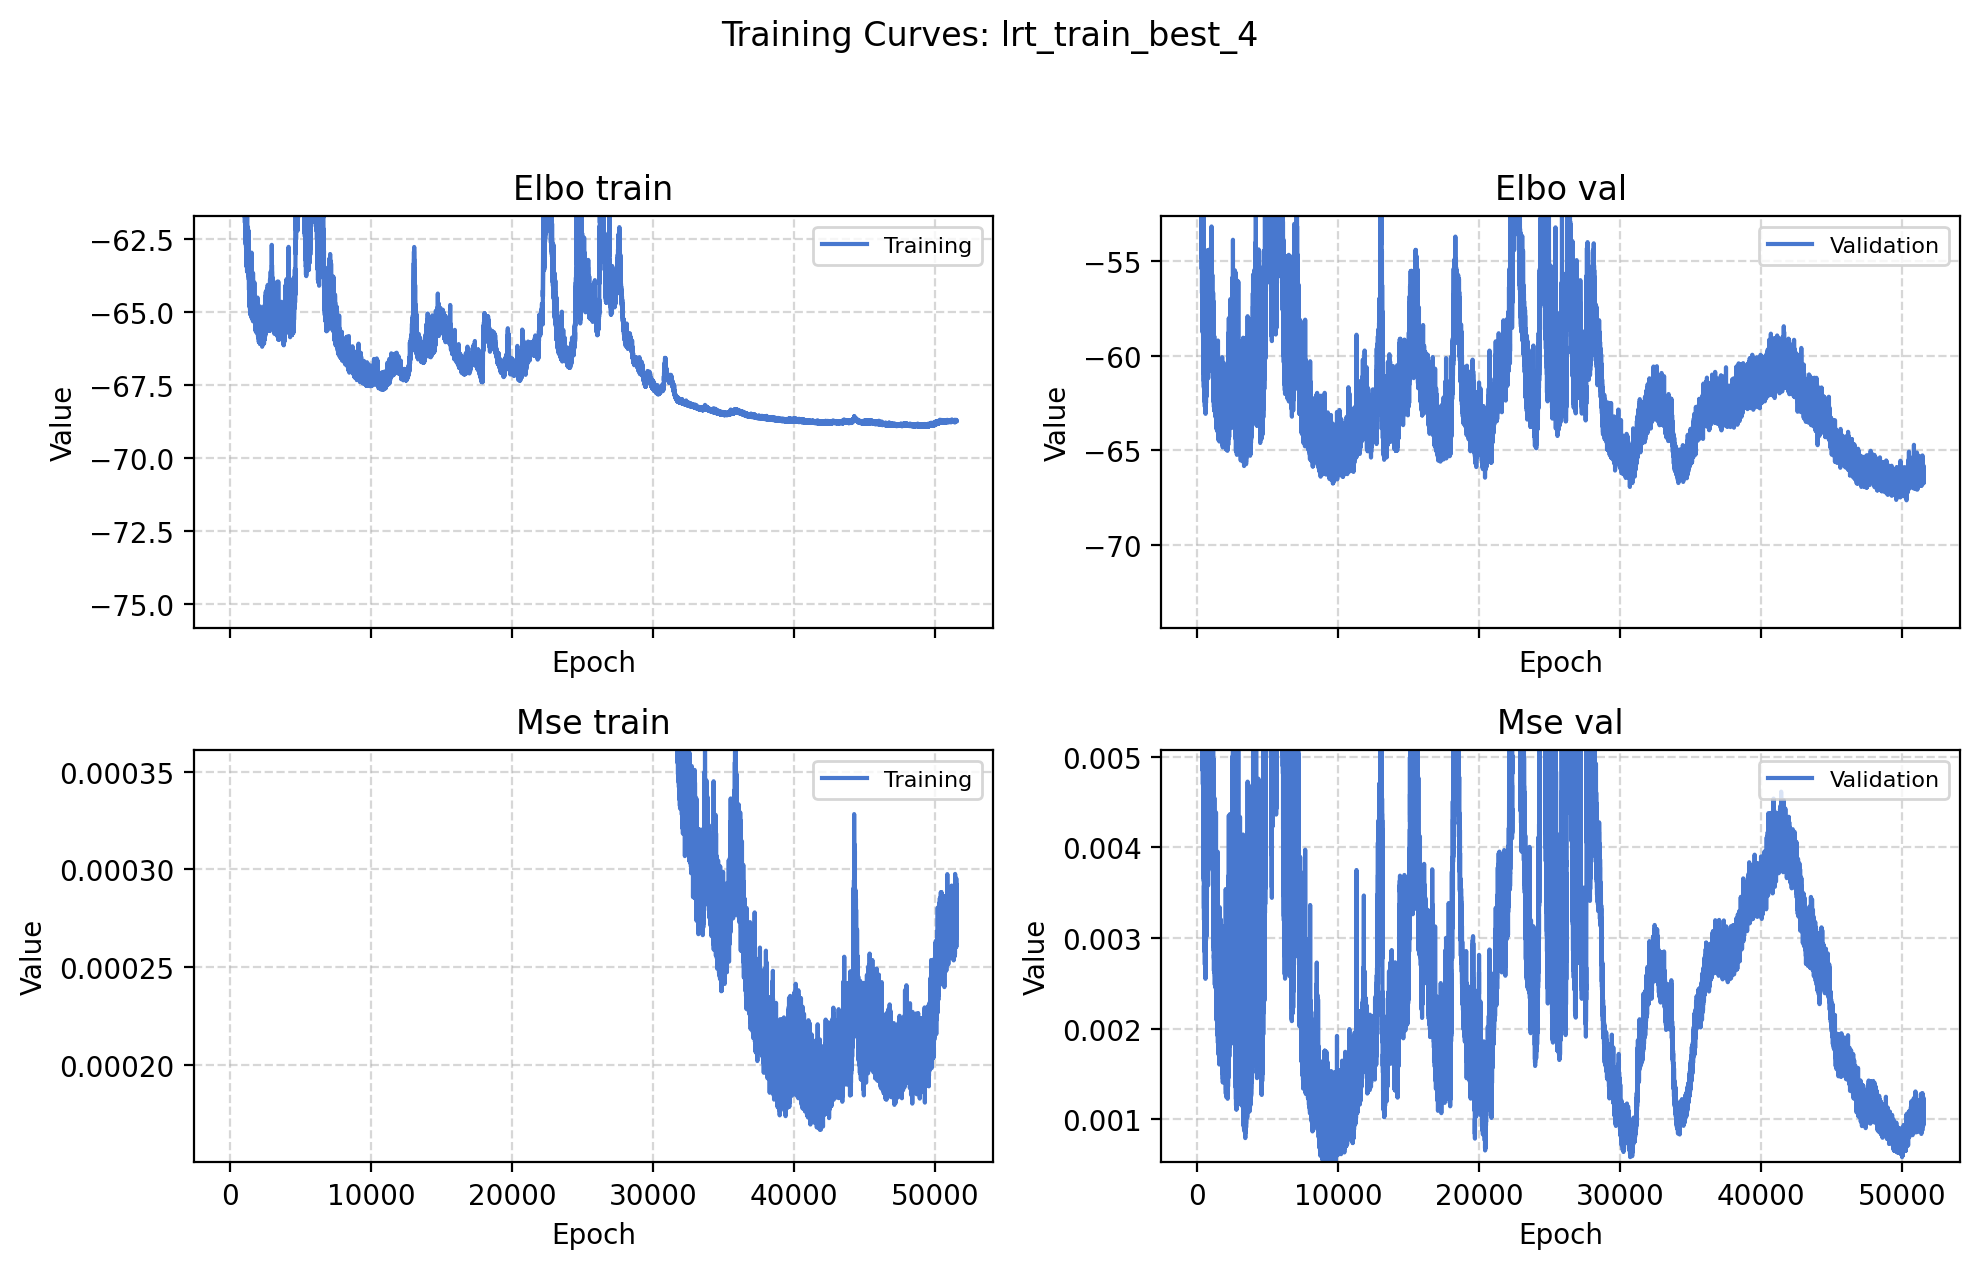 Training Curves: lrt_train_best_4
Elbo train
Elbo val
Training
Validation
−62.5
−65.0
−67.5
−70.0
−72.5
−75.0
Value
Epoch
−55
−60
−65
−70
Value
Epoch
Mse train
Mse val
Training
Validation
0.00035
0.00030
0.00025
0.00020
Value
0 10000 20000 30000 40000 50000
Epoch
0.005
0.004
0.003
0.002
0.001
Value
0 10000 20000 30000 40000 50000
Epoch